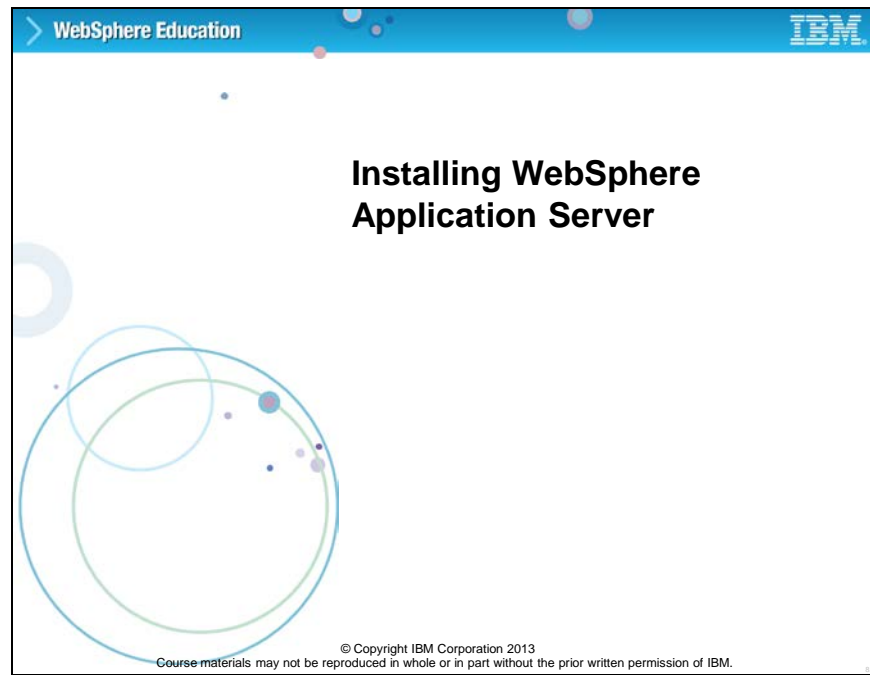 WebSphere Education
IBM
Installing WebSphere
Application Server
© Copyright IBM Corporation 2013
Course materials may not be reproduced in whole or in part without the prior written permission of IBM.